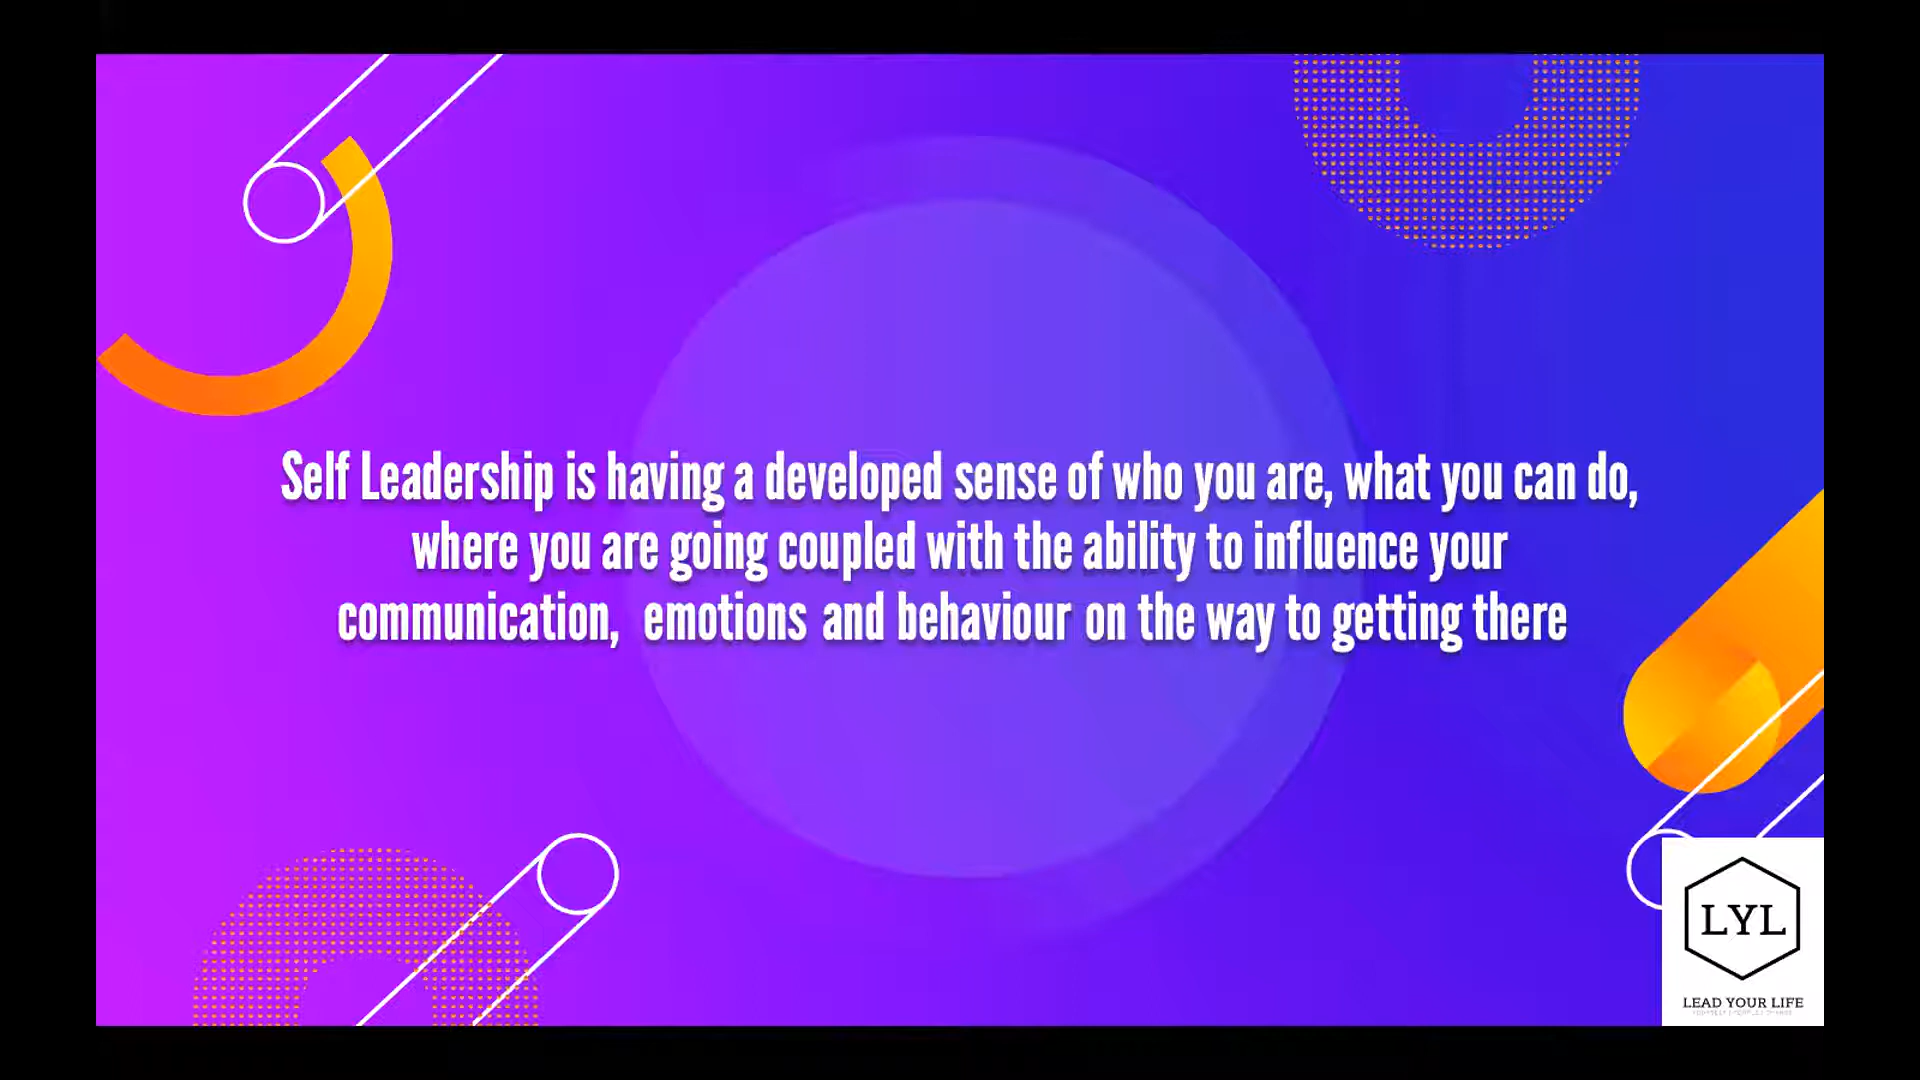 Self Leadership is having a developed sense of who you are, what you can do,
where you are going coupled with the ability to influence your
communication,  emotions and behaviour on the way to getting there
LYL
LEAD YOUR LIFE